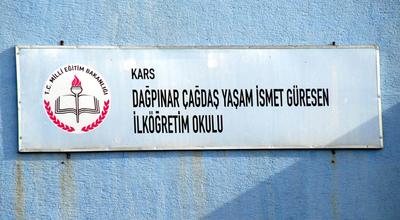 T.C. MİLLİ EĞİTİM BAKANLIĞI
KARS
DAĞPINAR ÇAĞDAŞ YAŞAM İSMET GÜRESEN
İLKÖĞRETİM OKULU